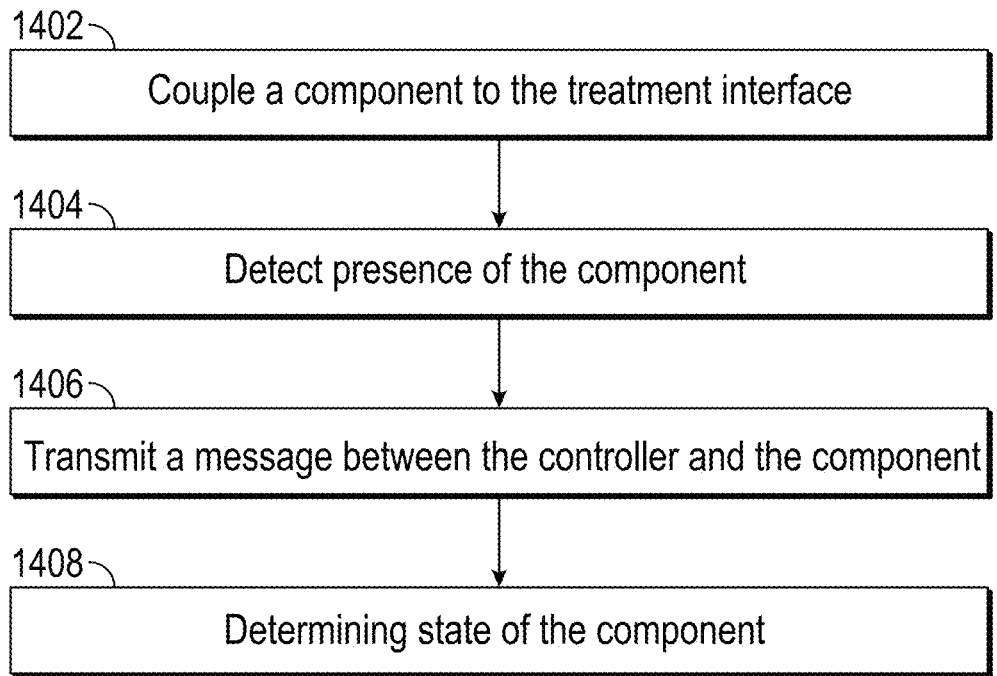 1402
Couple a component to the treatment interface
1404
Detect presence of the component
1406
Transmit a message between the controller and the component
1408
Determining state of the component